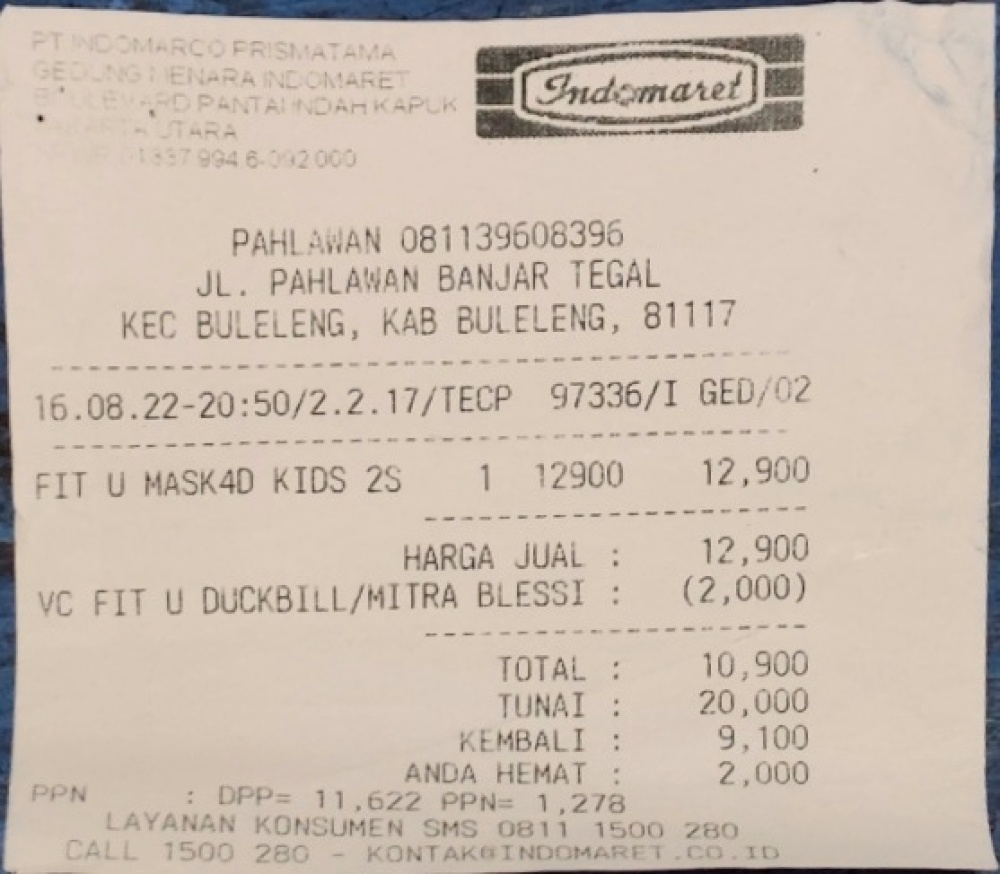 PT.INDOMARCO PRISMATAMA
GEDUNG MENARA INDOMARET
BOULEVARD PANTAI INDAH KAPUK
JAKARTA UTARA
NPWP 01.337.994.6-092.000
Indomaret
PAHLAWAN 081139608396
JL. PAHLAWAN BANJAR TEGAL
KEC BULELENG, KAB BULELENG, 81117
16.08.22-20:50/2.2.17/TECP 97336/I GED/02
FIT U MASK4D KIDS 2S 1 12900 12,900
HARGA JUAL : 12,900
VC FIT U DUCKBILL/MITRA BLESSI : (2,000)
TOTAL : 10,900
TUNAI : 20,000
KEMBALI : 9,100
ANDA HEMAT : 2,000
PPN : DPP= 11,622 PPN= 1,278
LAYANAN KONSUMEN SMS 0811 1500 280
CALL 1500 280 - KONTAK@INDOMARET.CO.ID